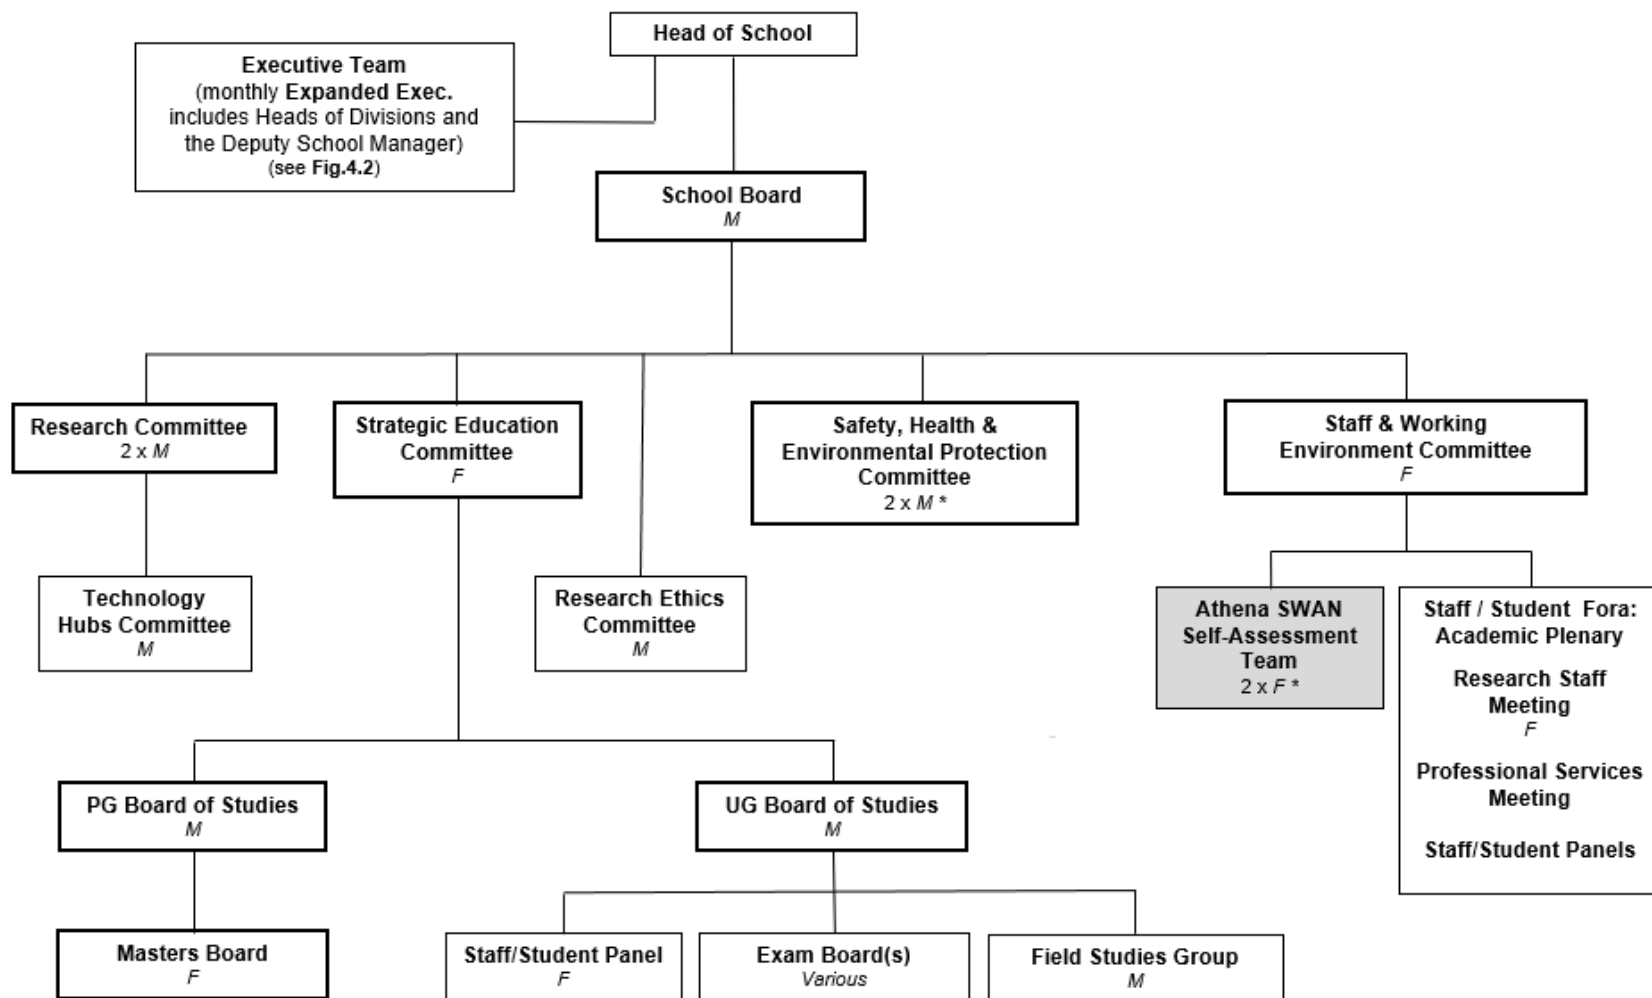 Head of School
Executive Team
(monthly Expanded Exec.
includes Heads of Divisions and
the Deputy School Manager)
(see Fig.4.2)
School Board
M
Research Committee
2 x M
Strategic Education
Committee
F
Safety, Health &
Environmental Protection
Committee
2 x M *
Staff & Working
Environment Committee
F
Technology
Hubs Committee
M
Research Ethics
Committee
M
Athena SWAN
Self-Assessment
Team
2 x F *
Staff / Student Fora:
Academic Plenary
Research Staff
Meeting
F
Professional Services
Meeting
Staff/Student Panels
PG Board of Studies
M
UG Board of Studies
M
Masters Board
F
Staff/Student Panel
F
Exam Board(s)
Various
Field Studies Group
M